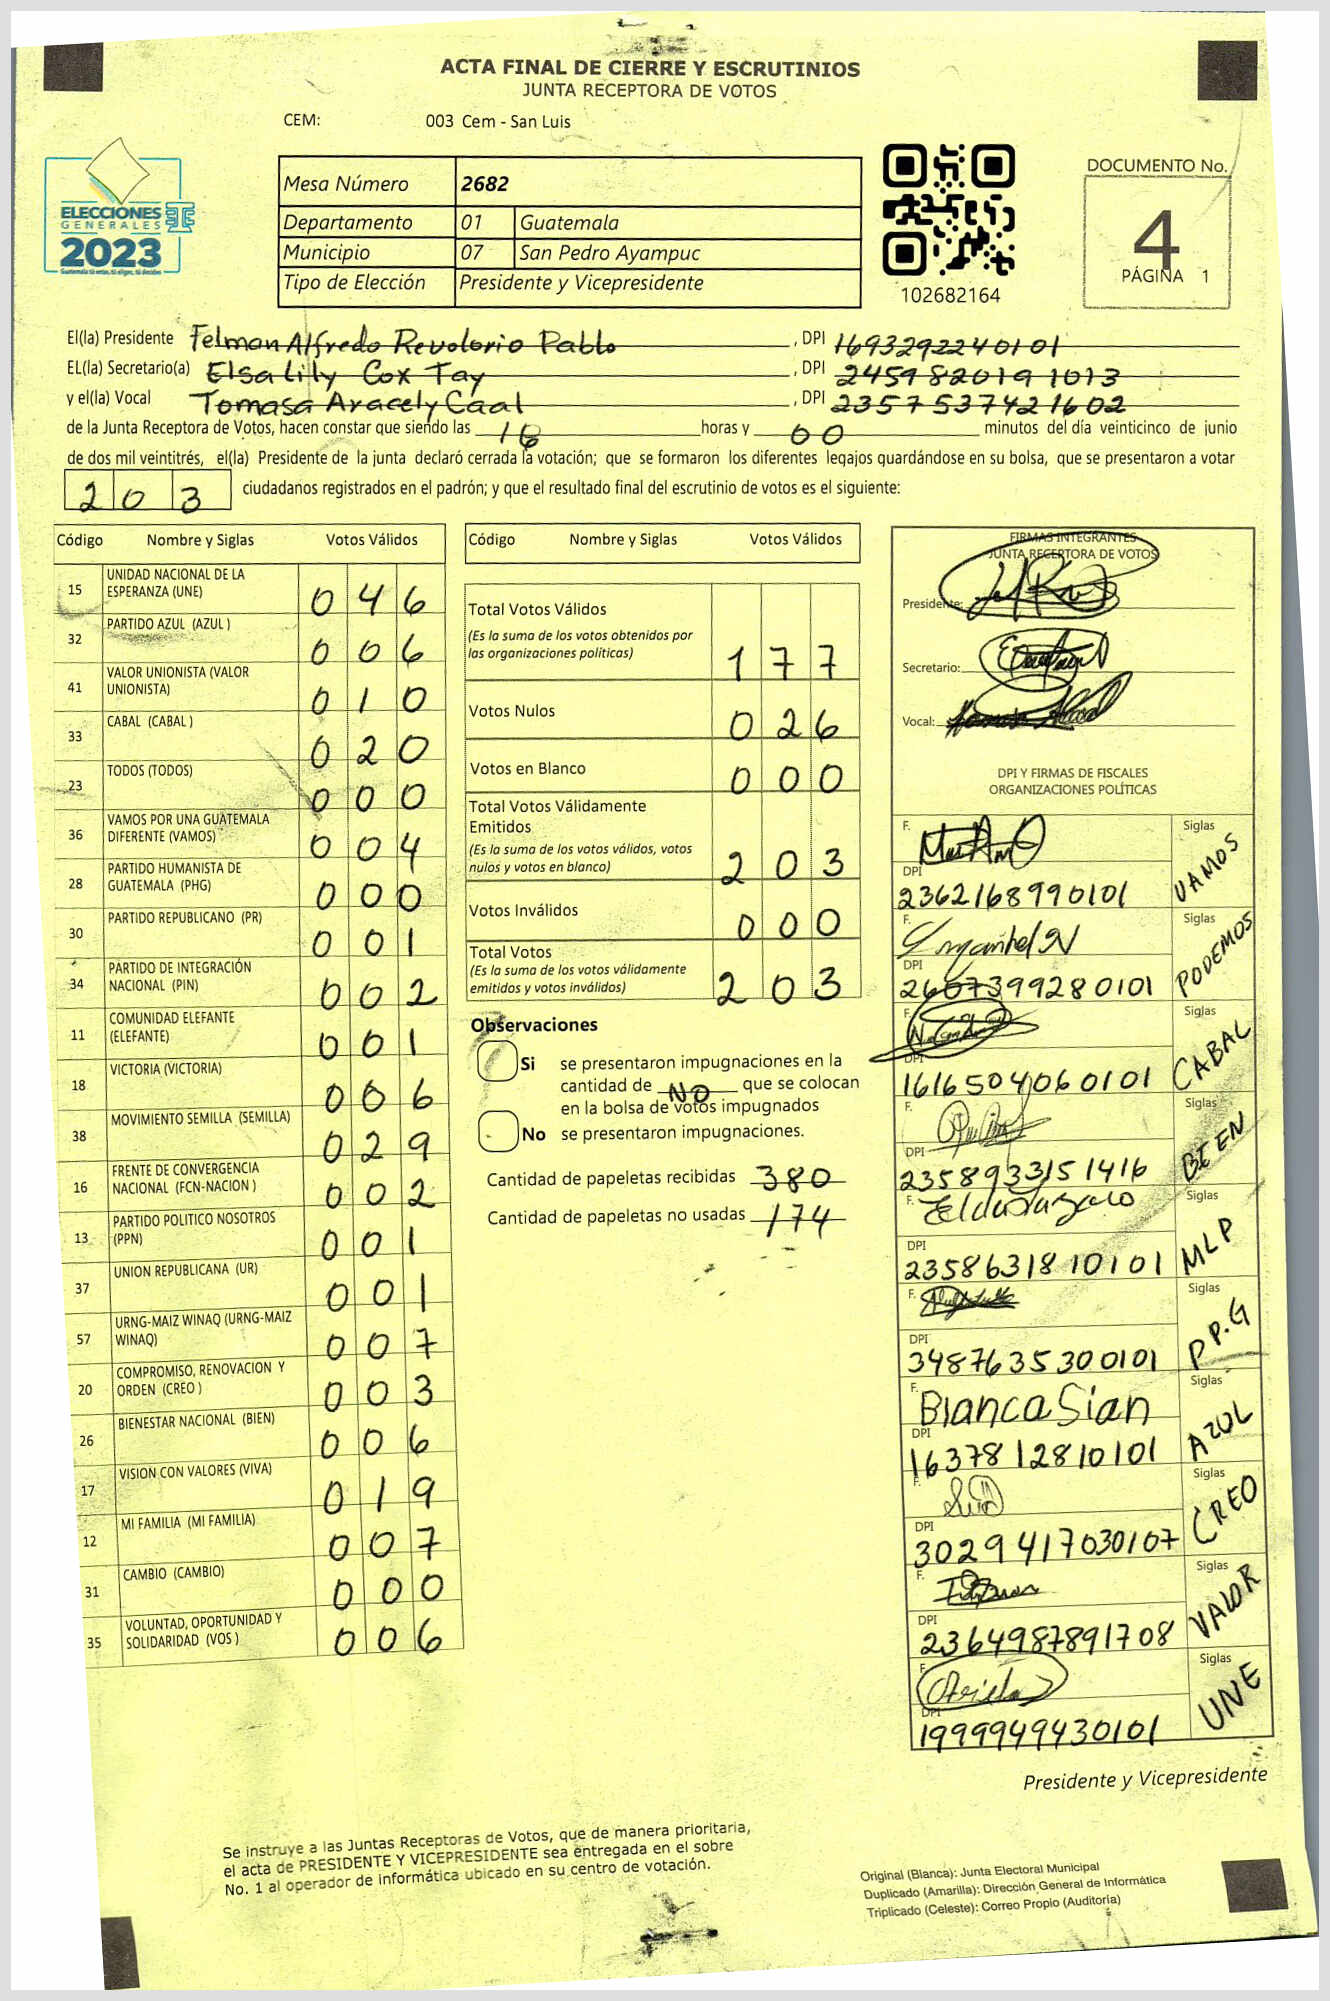 ACTA FINAL DE CIERRE Y ESCRUTINIOS
JUNTA RECEPTORA DE VOTOS
CEM: 003 Cem - San Luis
ELECCIONES
GENERALES
2023
Guatemala tú votas, tú eliges, tú decides
Mesa Número 2682
Departamento 01 Guatemala
Municipio 07 San Pedro Ayampuc
Tipo de Elección Presidente y Vicepresidente
102682164
DOCUMENTO No.
4
PÁGINA 1
El(la) Presidente Felman Alfredo Revolorio Pablo, DPI 1693292240101
EL(la) Secretario(a) Elsa Lily Cox Tay, DPI 2459820191013
y el(la) Vocal Tomasa Aracely Caal, DPI 2357537421602
de la Junta Receptora de Votos, hacen constar que siendo las 16 horas y 00 minutos del día veinticinco de junio
de dos mil veintitrés, el(la) Presidente de la junta declaró cerrada la votación; que se formaron los diferentes legajos quardándose en su bolsa, que se presentaron a votar
203 ciudadanos registrados en el padrón; y que el resultado final del escrutinio de votos es el siguiente:
Código Nombre y Siglas Votos Válidos
15 UNIDAD NACIONAL DE LA
ESPERANZA (UNE) 046
32 PARTIDO AZUL (AZUL ) 006
41 VALOR UNIONISTA (VALOR
UNIONISTA) 010
33 CABAL (CABAL ) 020
23 TODOS (TODOS) 000
36 VAMOS POR UNA GUATEMALA
DIFERENTE (VAMOS) 004
28 PARTIDO HUMANISTA DE
GUATEMALA (PHG) 000
30 PARTIDO REPUBLICANO (PR) 001
34 PARTIDO DE INTEGRACIÓN
NACIONAL (PIN) 002
11 COMUNIDAD ELEFANTE
(ELEFANTE) 001
18 VICTORIA (VICTORIA) 006
38 MOVIMIENTO SEMILLA (SEMILLA) 029
16 FRENTE DE CONVERGENCIA
NACIONAL (FCN-NACION ) 002
13 PARTIDO POLITICO NOSOTROS
(PPN) 001
37 UNION REPUBLICANA (UR) 001
57 URNG-MAIZ WINAQ (URNG-MAIZ
WINAQ) 007
20 COMPROMISO, RENOVACION Y
ORDEN (CREO ) 003
26 BIENESTAR NACIONAL (BIEN) 006
17 VISION CON VALORES (VIVA) 019
12 MI FAMILIA (MI FAMILIA) 007
31 CAMBIO (CAMBIO) 000
35 VOLUNTAD, OPORTUNIDAD Y
SOLIDARIDAD (VOS ) 006
Código Nombre y Siglas Votos Válidos
Total Votos Válidos
(Es la suma de los votos obtenidos por
las organizaciones políticas) 177
Votos Nulos 026
Votos en Blanco 000
Total Votos Válidamente
Emitidos
(Es la suma de los votos válidos, votos
nulos y votos en blanco) 203
Votos Inválidos 000
Total Votos
(Es la suma de los votos válidamente
emitidos y votos inválidos) 203
Observaciones
Si se presentaron impugnaciones en la
cantidad de NO que se colocan
en la bolsa de votos impugnados
No se presentaron impugnaciones.
Cantidad de papeletas recibidas 380
Cantidad de papeletas no usadas 174
FIRMAS INTEGRANTES
JUNTA RECEPTORA DE VOTOS
Presidente:
Secretario:
Vocal:
DPI Y FIRMAS DE FISCALES
ORGANIZACIONES POLÍTICAS
F. Siglas
DPI VAMOS
2362168990101
F. Siglas
DPI PODEMOS
2607399280101
F. Siglas
DPI CABAL
1616504060101
F. Siglas
DPI BIEN
2358933151416
F. Siglas
DPI MLP
2358631810101
F. Siglas
DPI P.P.G
3487635300101
F. Blanca Sian Siglas
DPI AZUL
1637812810101
F. Siglas
DPI CREO
3029417030107
F. Siglas
DPI VALOR
2364987891708
F. Siglas
DPI UNE
1999949430101
Presidente y Vicepresidente
Se instruye a las Juntas Receptoras de Votos, que de manera prioritaria,
el acta de PRESIDENTE Y VICEPRESIDENTE sea entregada en el sobre
No. 1 al operador de informática ubicado en su centro de votación.
Original (Blanca): Junta Electoral Municipal
Duplicado (Amarilla): Dirección General de Informática
Triplicado (Celeste): Correo Propio (Auditoría)